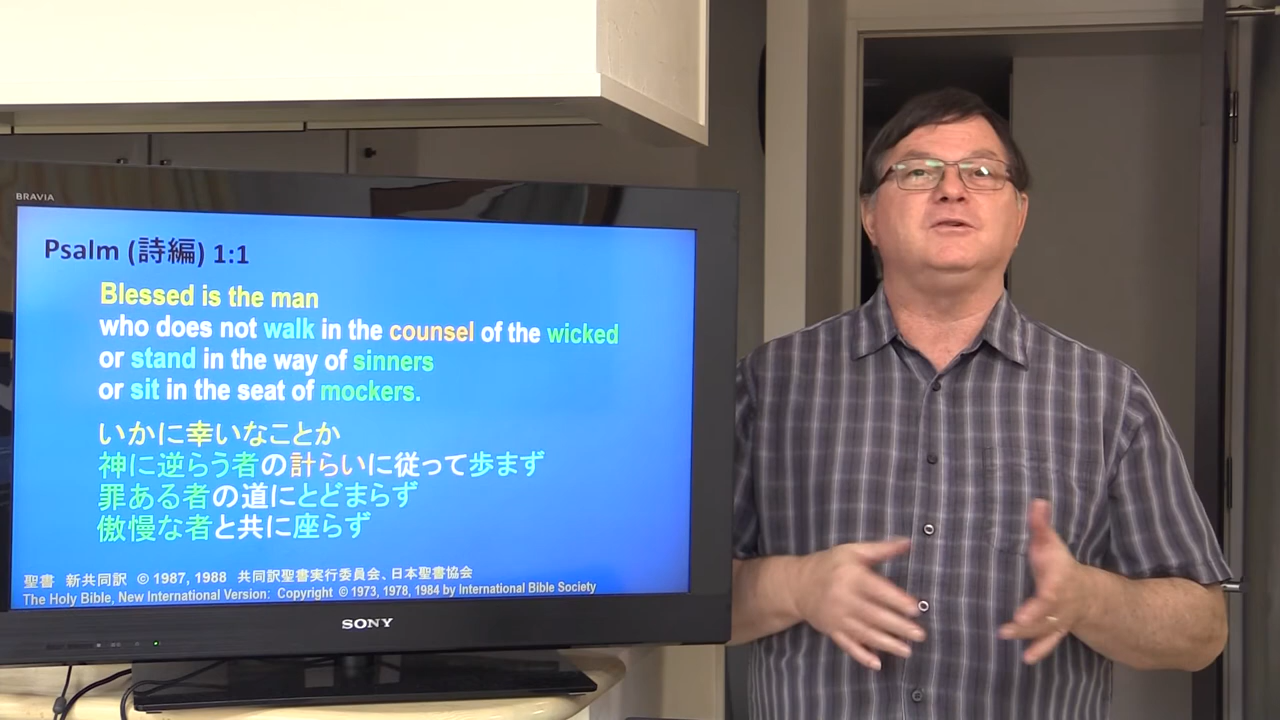 BRAVIA
Psalm (詩編) 1:1
Blessed is the man
who does not walk in the counsel of the wicked
or stand in the way of sinners
or sit in the seat of mockers.
いかに幸いなことか
神に逆らう者の計らいに従って歩まず
罪ある者の道にとどまらず
傲慢な者と共に座らず
聖書 新共同訳 © 1987, 1988 共同訳聖書実行委員会、日本聖書協会
The Holy Bible, New International Version: Copyright © 1973, 1978, 1984 by International Bible Society
SONY